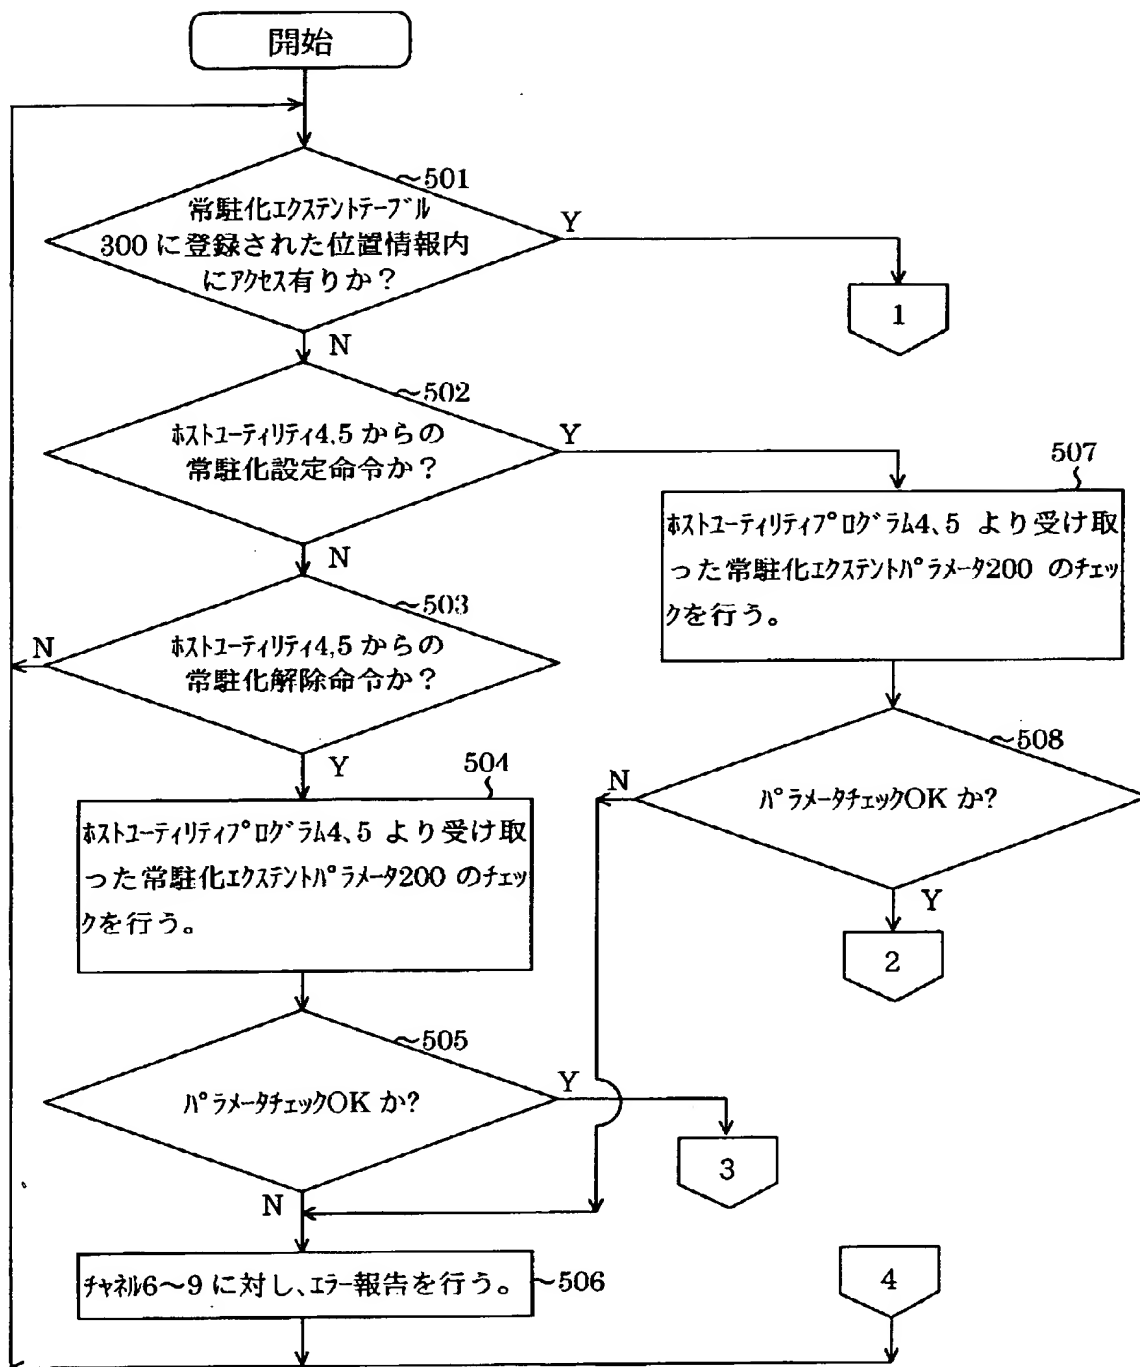 開始
～501
常駐化エクステントテーブル
300 に登録された位置情報内
にアクセス有りか？
Y
1
N
～502
ホストユーティリティ4,5 からの
常駐化設定命令か？
Y
507
ホストユーティリティプログラム4、5 より受け取
った常駐化エクステントパラメータ200 のチェッ
クを行う。
N
～503
ホストユーティリティ4,5 からの
常駐化解除命令か？
N
Y
～508
パラメータチェックOK か?
N
Y
2
504
ホストユーティリティプログラム4、5 より受け取
った常駐化エクステントパラメータ200 のチェッ
クを行う。
～505
パラメータチェックOK か?
Y
3
N
チャネル6～9 に対し、エラー報告を行う。
～506
4